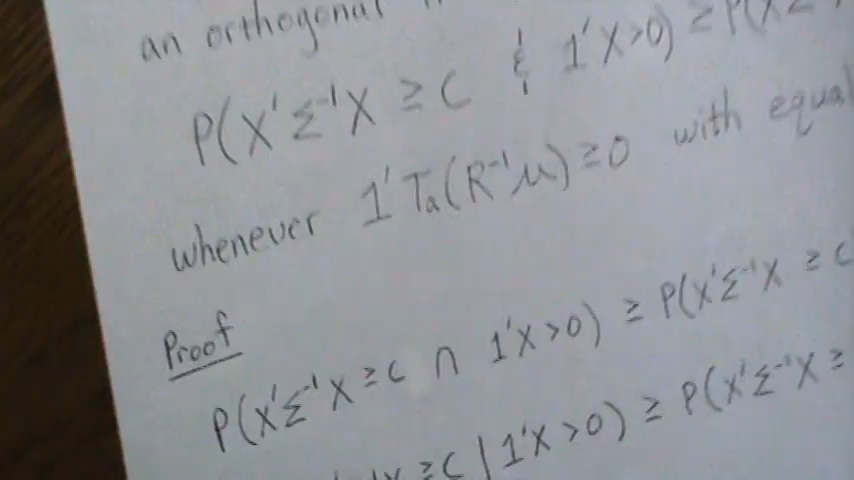 an orthogonal
P(X'Σ⁻¹X ≥ C & 1'X>0) ≥ P(X
whenever 1'Tₐ(R⁻¹μ) ≥ 0 with equal
Proof
P(X'Σ⁻¹X ≥ C ∩ 1'X>0) ≥ P(X'Σ⁻¹X ≥ C
X ≥ C | 1'X>0) ≥ P(X'Σ⁻¹X ≥